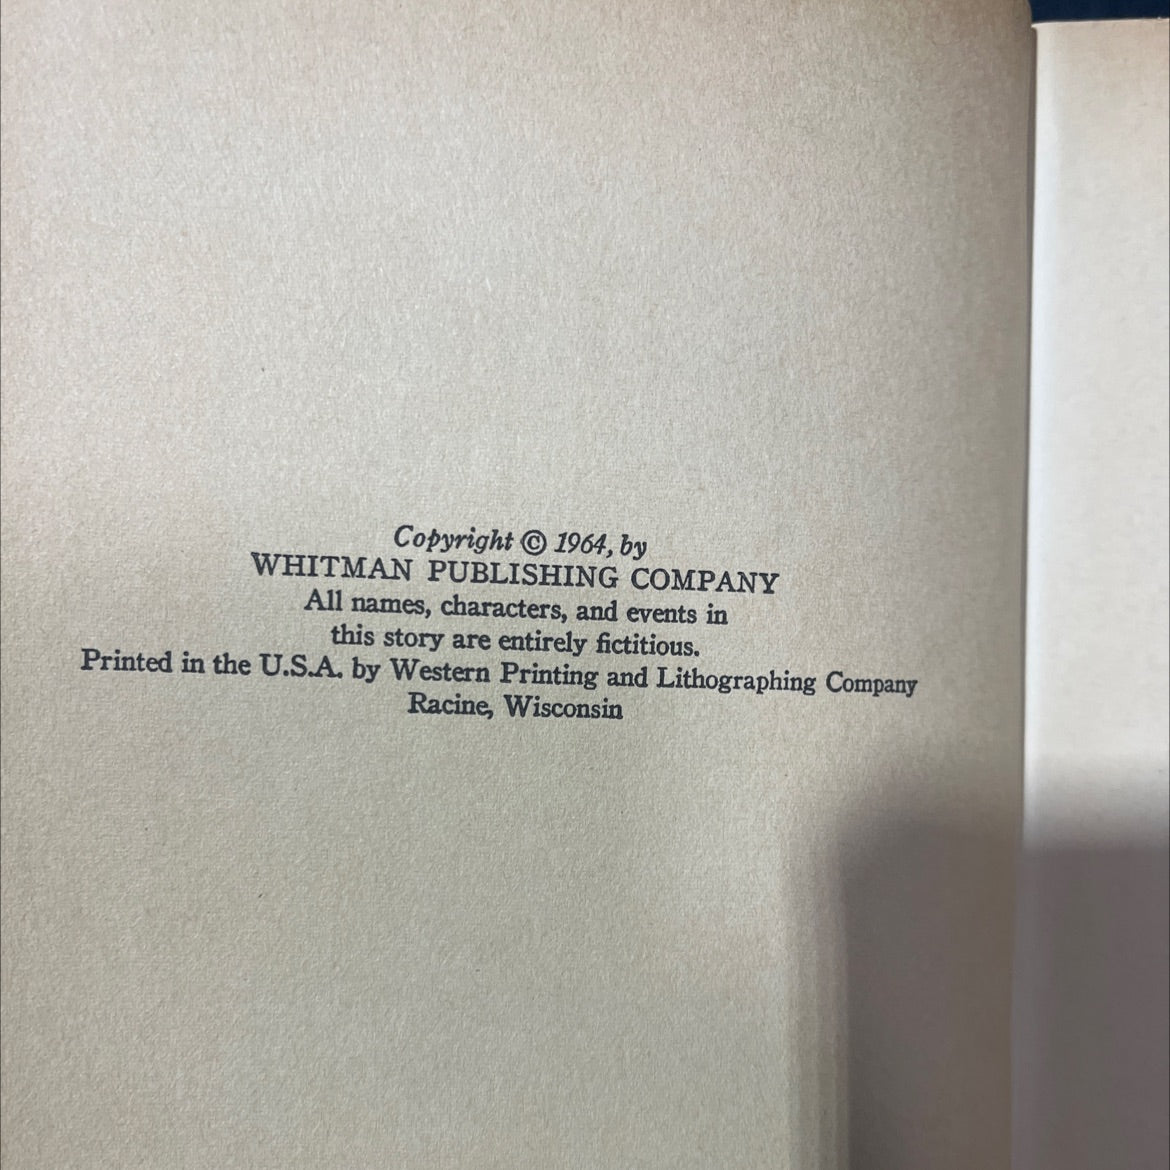 Copyright © 1964, by
WHITMAN PUBLISHING COMPANY
All names, characters, and events in
this story are entirely fictitious.
Printed in the U.S.A. by Western Printing and Lithographing Company
Racine, Wisconsin